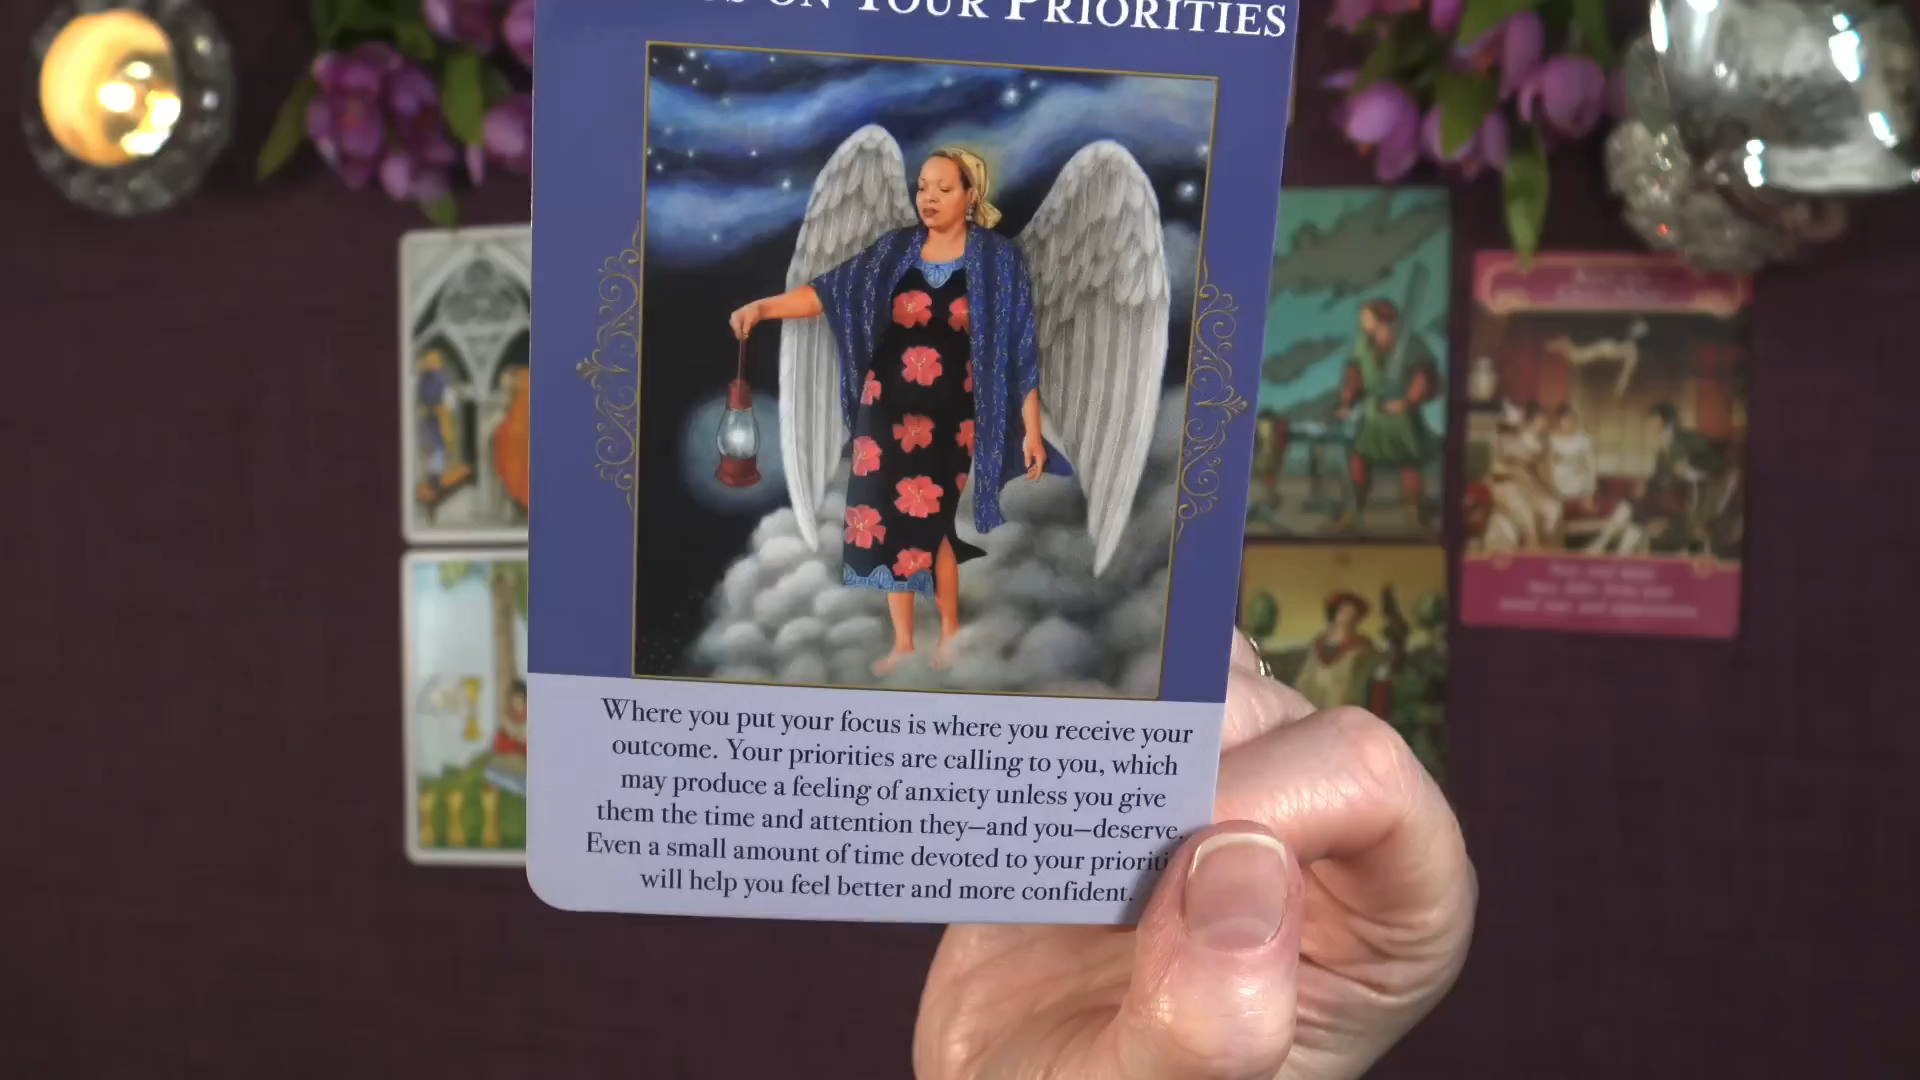 ON YOUR PRIORITIES
Where you put your focus is where you receive your
outcome. Your priorities are calling to you, which
may produce a feeling of anxiety unless you give
them the time and attention they—and you—deserve.
Even a small amount of time devoted to your prioriti
will help you feel better and more confident.